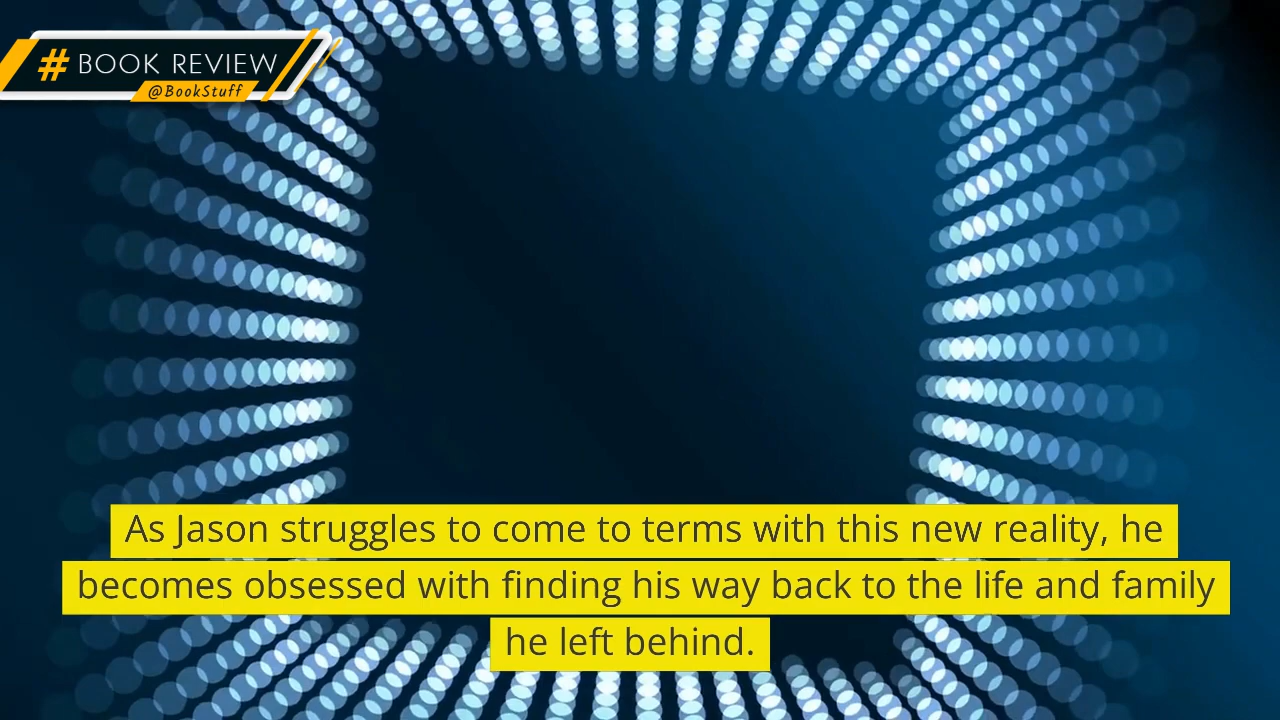 # BOOK REVIEW
@BookStuff
As Jason struggles to come to terms with this new reality, he
becomes obsessed with finding his way back to the life and family
he left behind.